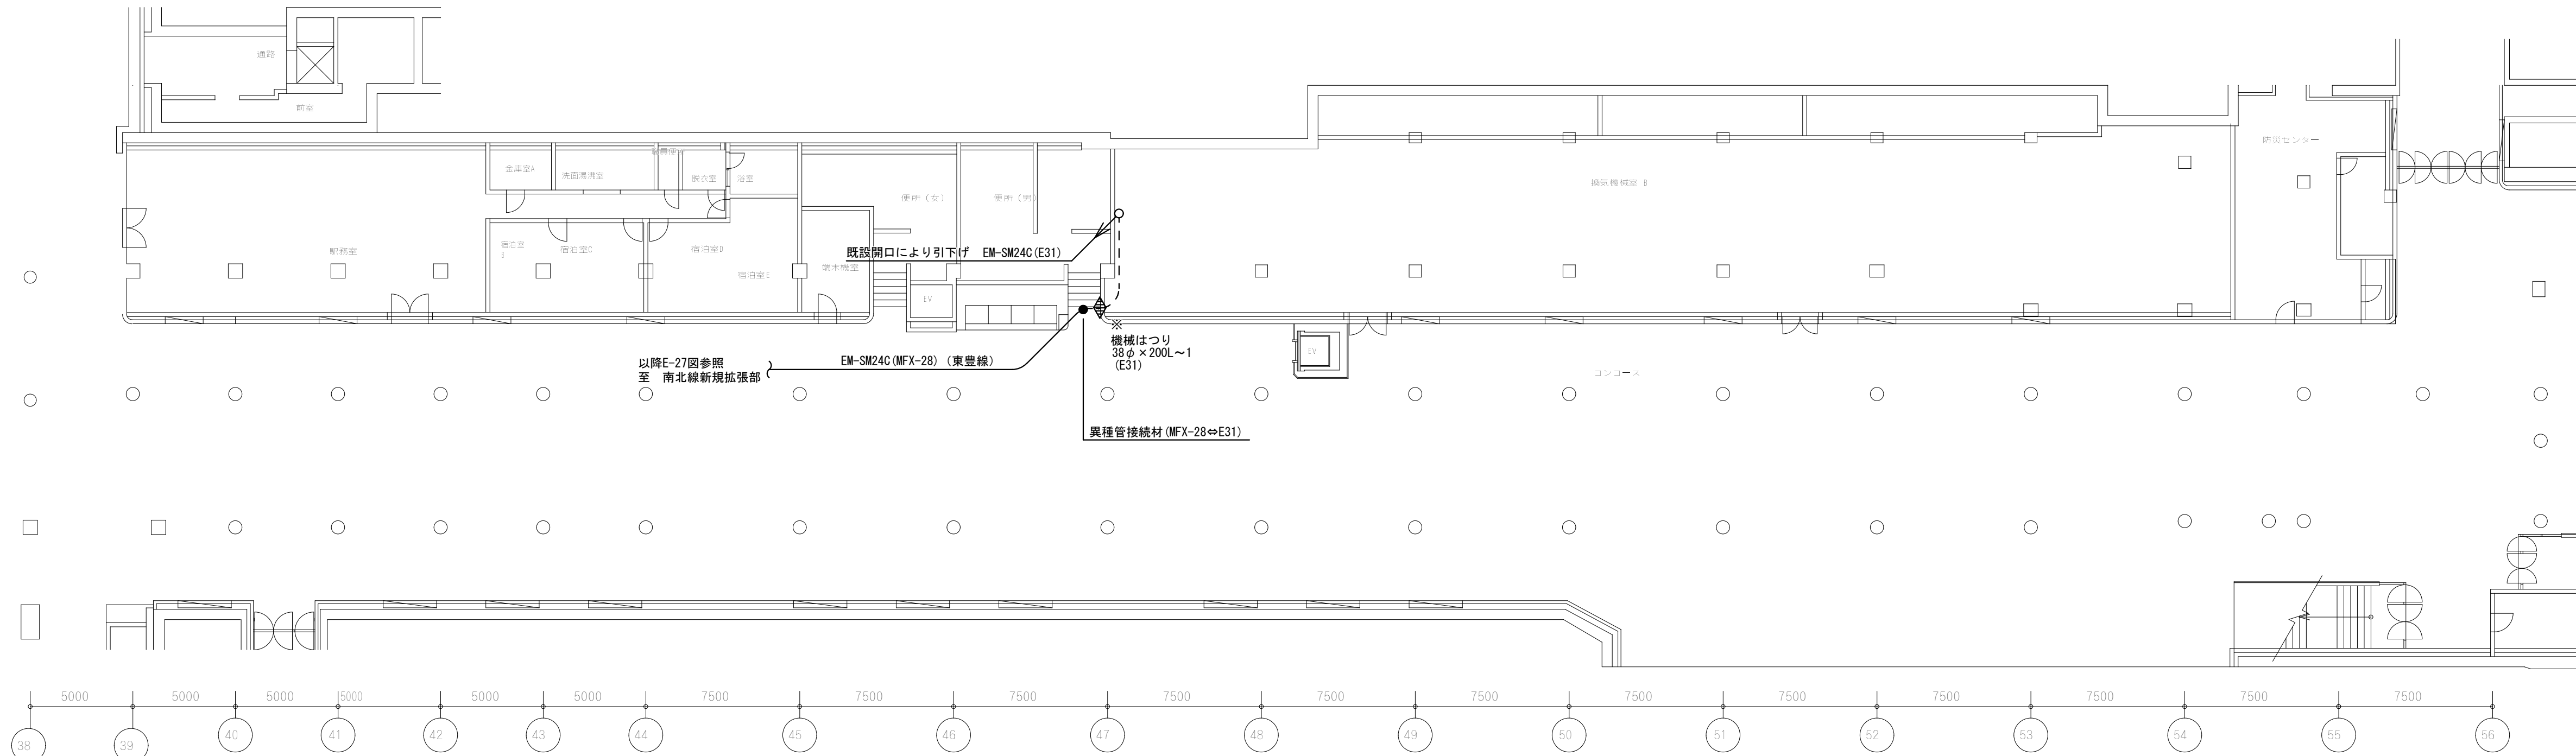 通路
前室
防災センター
金庫室A
洗面湯沸室
脱衣室
浴室
換気機械室 B
便所（女）
便所（男）
駅務室
宿泊室
B
宿泊室C
宿泊室D
宿泊室E
端末機室
既設開口により引下げ　EM-SM24C(E31)
EV
※
機械はつり
38φ×200L～1
(E31)
EV
以降E-27図参照
至　南北線新規拡張部
EM-SM24C(MFX-28)（東豊線）
コンコース
異種管接続材(MFX-28⇔E31)
5000 5000 5000 5000 5000 5000 7500 7500 7500 7500 7500 7500 7500 7500 7500 7500 7500 7500
38 39 40 41 42 43 44 45 46 47 48 49 50 51 52 53 54 55 56